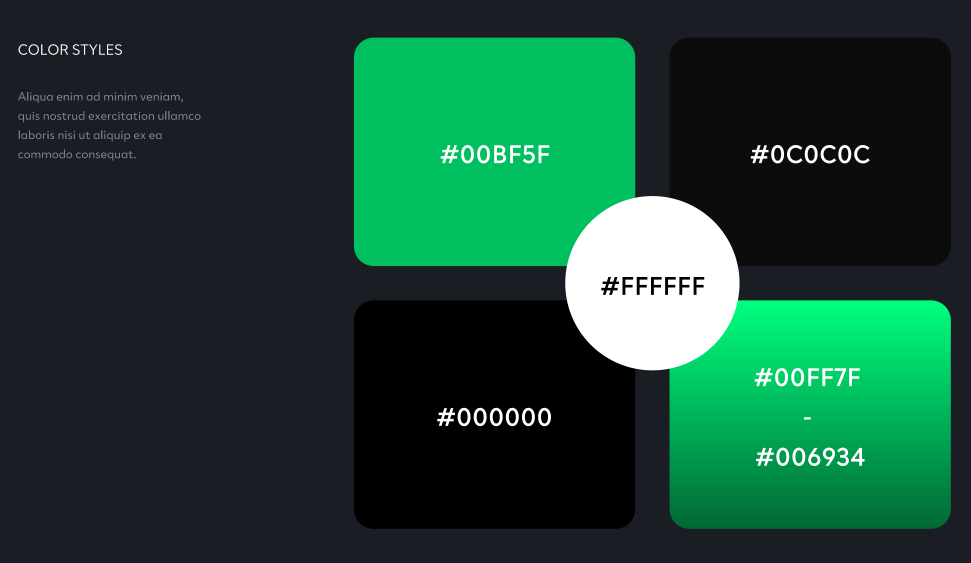 COLOR STYLES
Aliqua enim ad minim veniam,
quis nostrud exercitation ullamco
laboris nisi ut aliquip ex ea
commodo consequat.
#00BF5F
#0C0C0C
#FFFFFF
#000000
#00FF7F
-
#006934